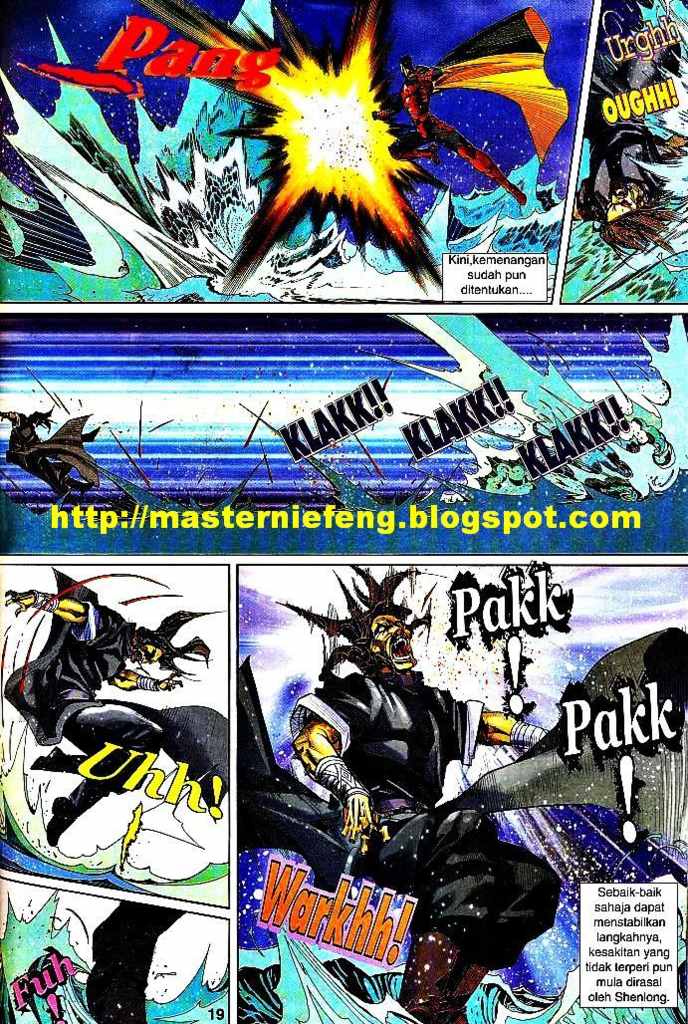 Pang
Urghh
OUGHH!
Kini,kemenangan
sudah pun
ditentukan....
KLAKK!!
KLAKK!!
KLAKK!!
http://masterniefeng.blogspot.com
Uhh!
Pakk
!
Pakk
!
Warkhh!
Fuh
!
19
Sebaik-baik
sahaja dapat
menstabilkan
langkahnya,
kesakitan yang
tidak terperi pun
mula dirasai
oleh Shenlong.